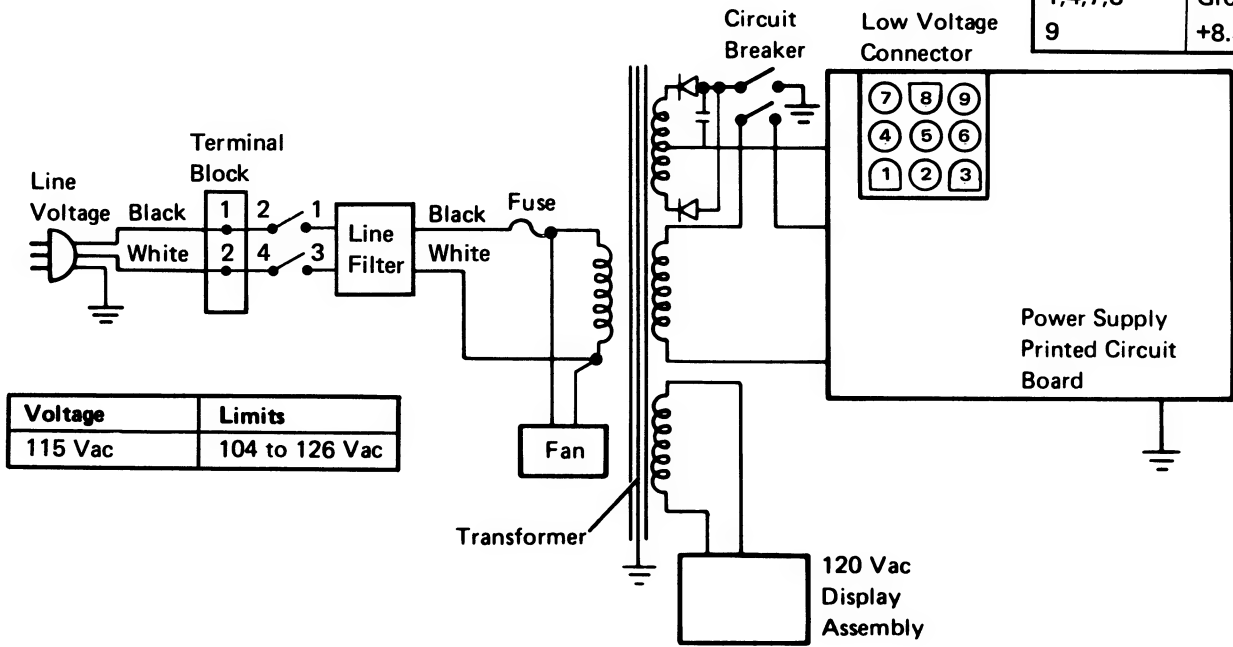 Circuit
Breaker
Low Voltage
Connector
9
+8.
7 8 9
4 5 6
1 2 3
Terminal
Block
Line
Voltage
Black
1 2 1
White
2 4 3
Line
Filter
Black
White
Fuse
Fan
Power Supply
Printed Circuit
Board
Voltage Limits
115 Vac 104 to 126 Vac
Transformer
120 Vac
Display
Assembly